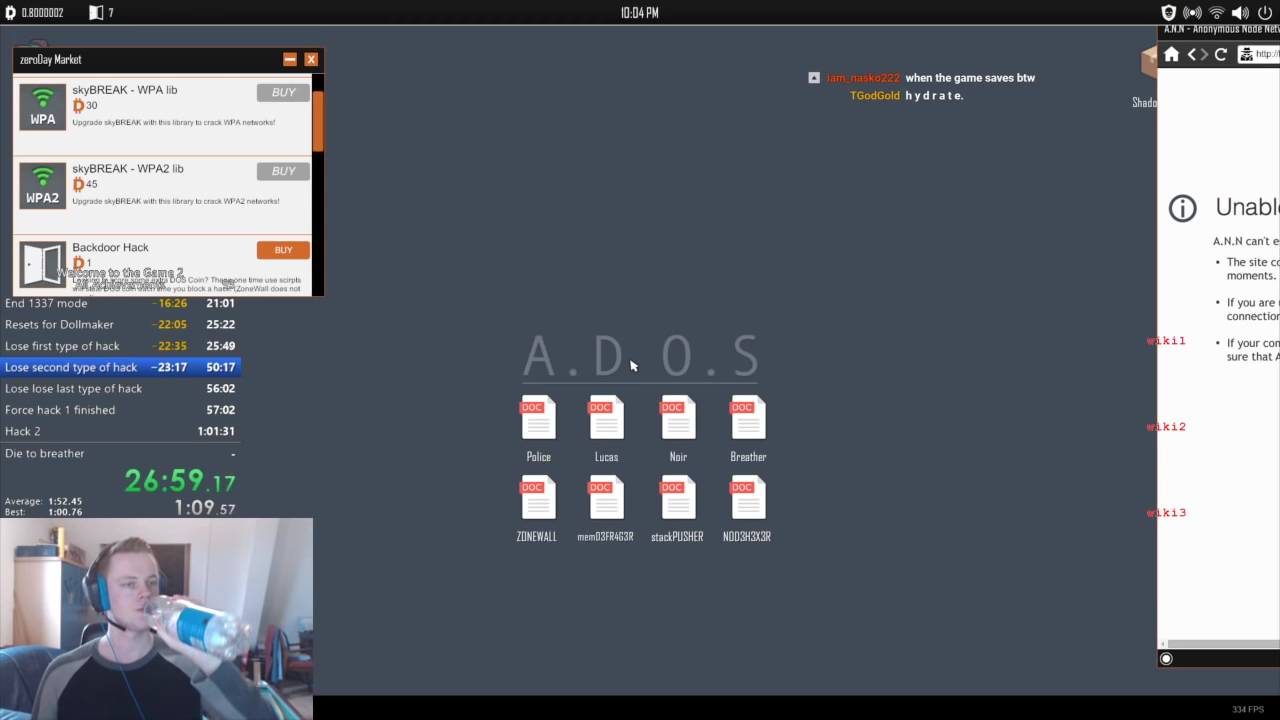 0.8000002
7
10:04 PM
A.N.N - Anonymous Node Net
zeroDay Market
X
http://
skyBREAK - WPA lib
BUY
30
WPA
Upgrade skyBREAK with this library to crack WPA networks!
skyBREAK - WPA2 lib
BUY
45
WPA2
Upgrade skyBREAK with this library to crack WPA2 networks!
Backdoor Hack
BUY
1
Welcome to the Game 2
All Achievements
iam_nasko222 when the game saves btw
TGodGold h y d r a t e.
Shado
Unabl
A.N.N can't e
The site co
moments.
If you are u
connection
If your com
sure that A
wiki1
wiki2
wiki3
End 1337 mode -16:26 21:01
Resets for Dollmaker -22:05 25:22
Lose first type of hack -22:35 25:49
Lose second type of hack -23:17 50:17
Lose lose last type of hack 56:02
Force hack 1 finished 57:02
Hack 2 1:01:31
Die to breather -
26:59.17
Average: 1:52.45
Best: 1:00.76
1:09.57
A.D.O.S
DOC DOC DOC DOC
Police Lucas Noir Breather
DOC DOC DOC DOC
ZONEWALL memD3FR4G3R stackPUSHER NOD3H3X3R
334 FPS